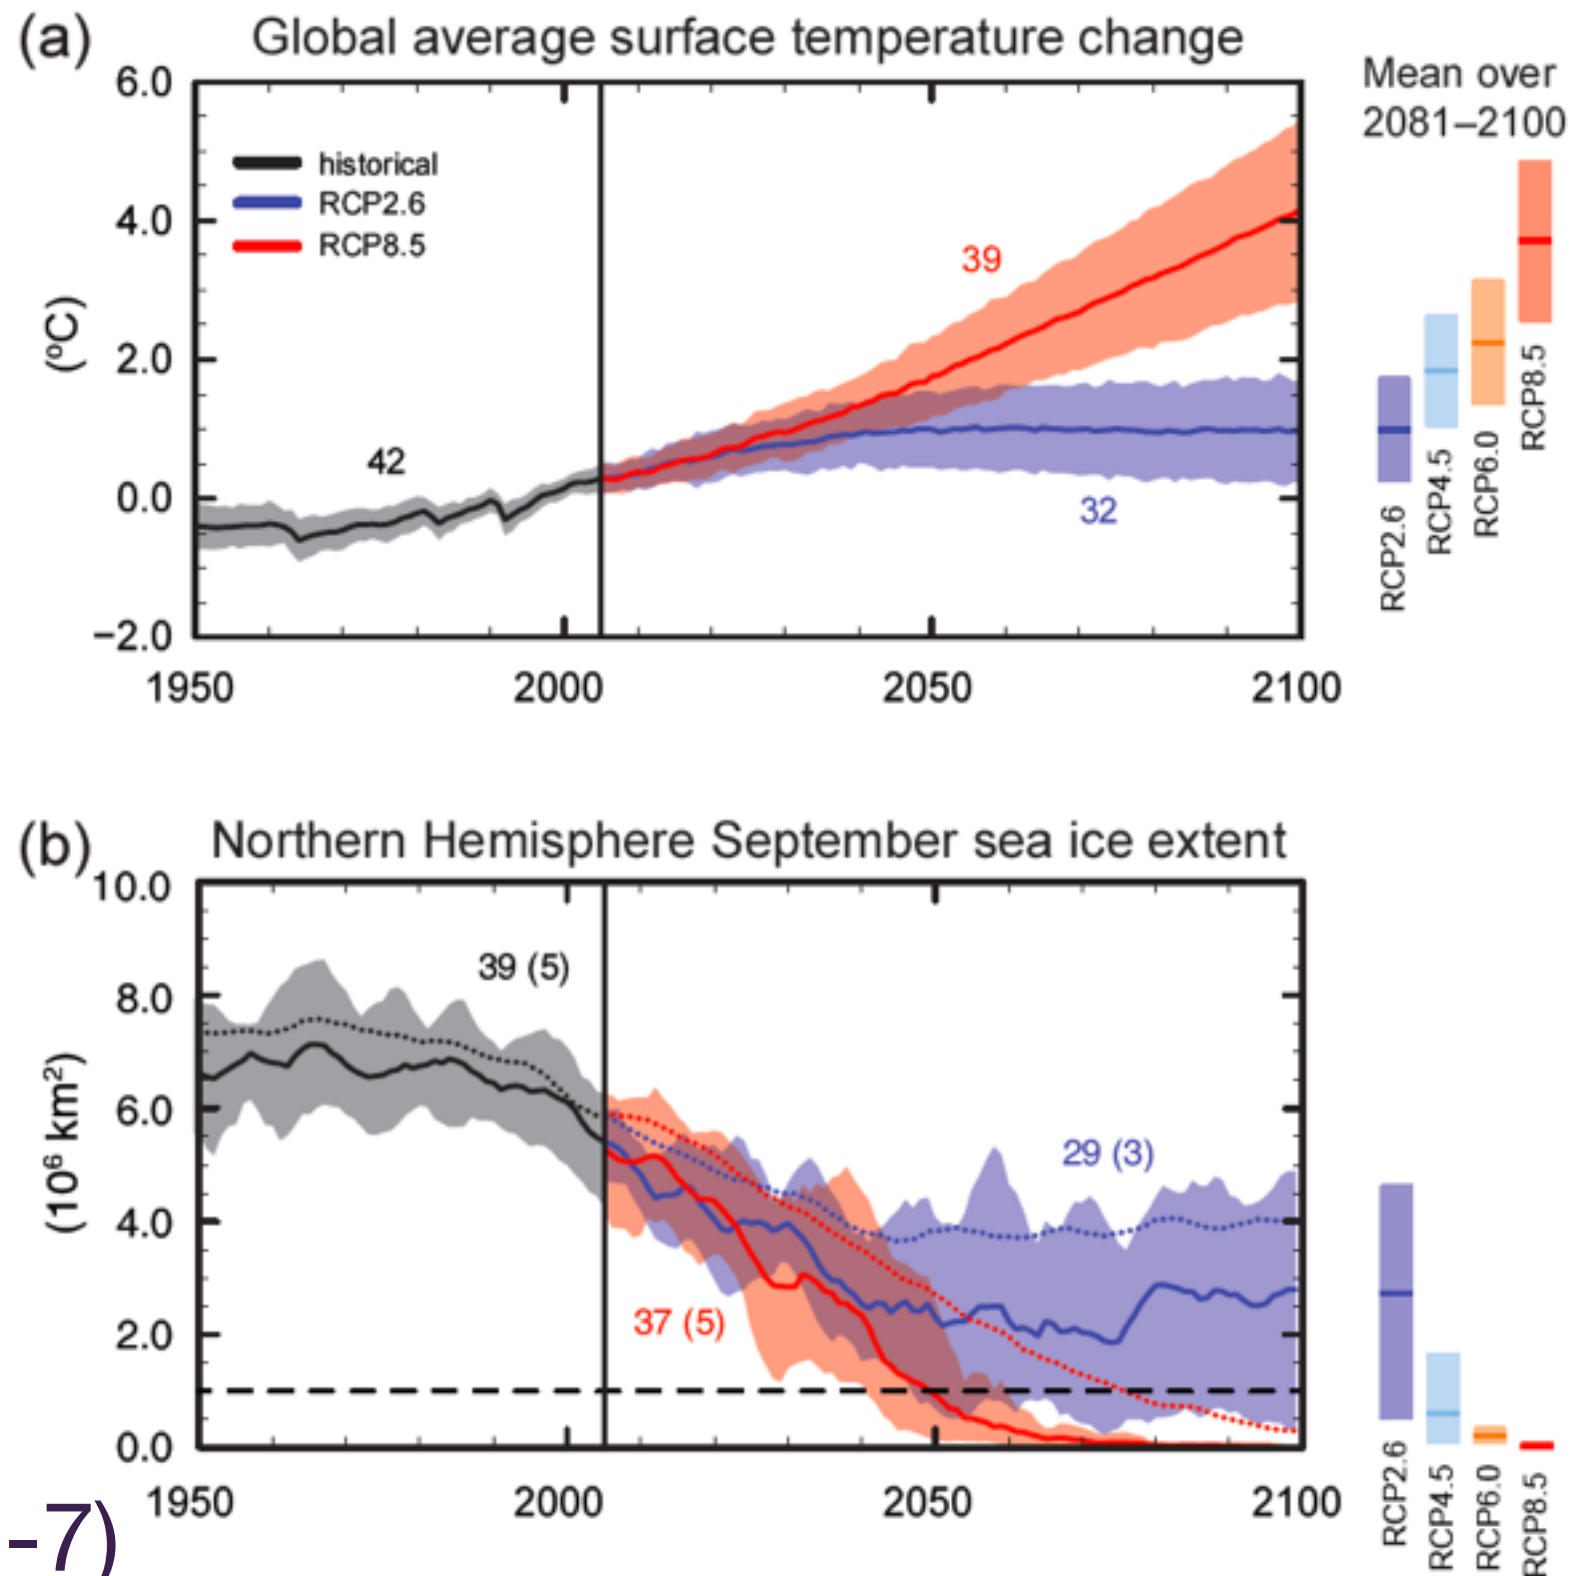 (a) Global average surface temperature change
Mean over
2081–2100
6.0
4.0
2.0
0.0
−2.0
(ºC)
historical
RCP2.6
RCP8.5
42
39
32
1950 2000 2050 2100
RCP2.6
RCP4.5
RCP6.0
RCP8.5
(b) Northern Hemisphere September sea ice extent
10.0
8.0
6.0
4.0
2.0
0.0
(10⁶ km²)
39 (5)
29 (3)
37 (5)
1950 2000 2050 2100
RCP2.6
RCP4.5
RCP6.0
RCP8.5
-7)